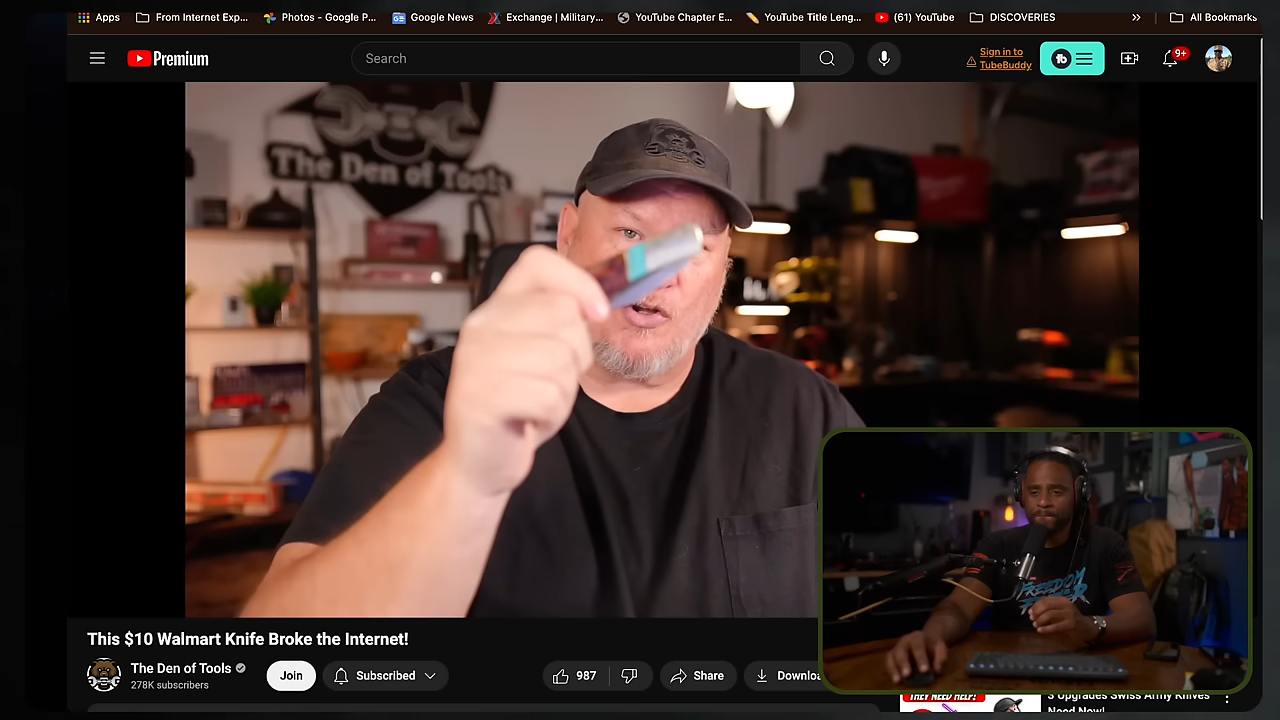 Apps
From Internet Exp...
Photos - Google P...
Google News
Exchange | Military...
YouTube Chapter E...
YouTube Title Leng...
(61) YouTube
DISCOVERIES
»
All Bookmarks
Premium
Search
Sign in to
TubeBuddy
tb
9+
The Den of Tools
FREEDOM
This $10 Walmart Knife Broke the Internet!
The Den of Tools
278K subscribers
Join
Subscribed
987
Share
Downloa
THEY NEED HELP!
3 Upgrades Swiss Army Knives
Need Now!